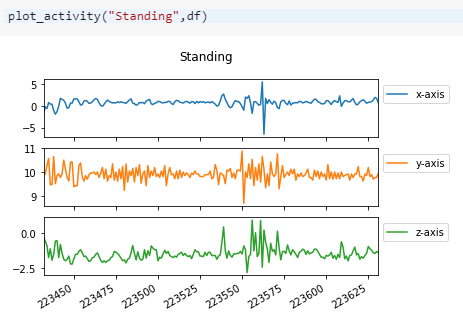 plot_activity("Standing",df)
Standing
5
0
−5
x-axis
11
10
9
y-axis
0.0
−2.5
z-axis
223450 223475 223500 223525 223550 223575 223600 223625